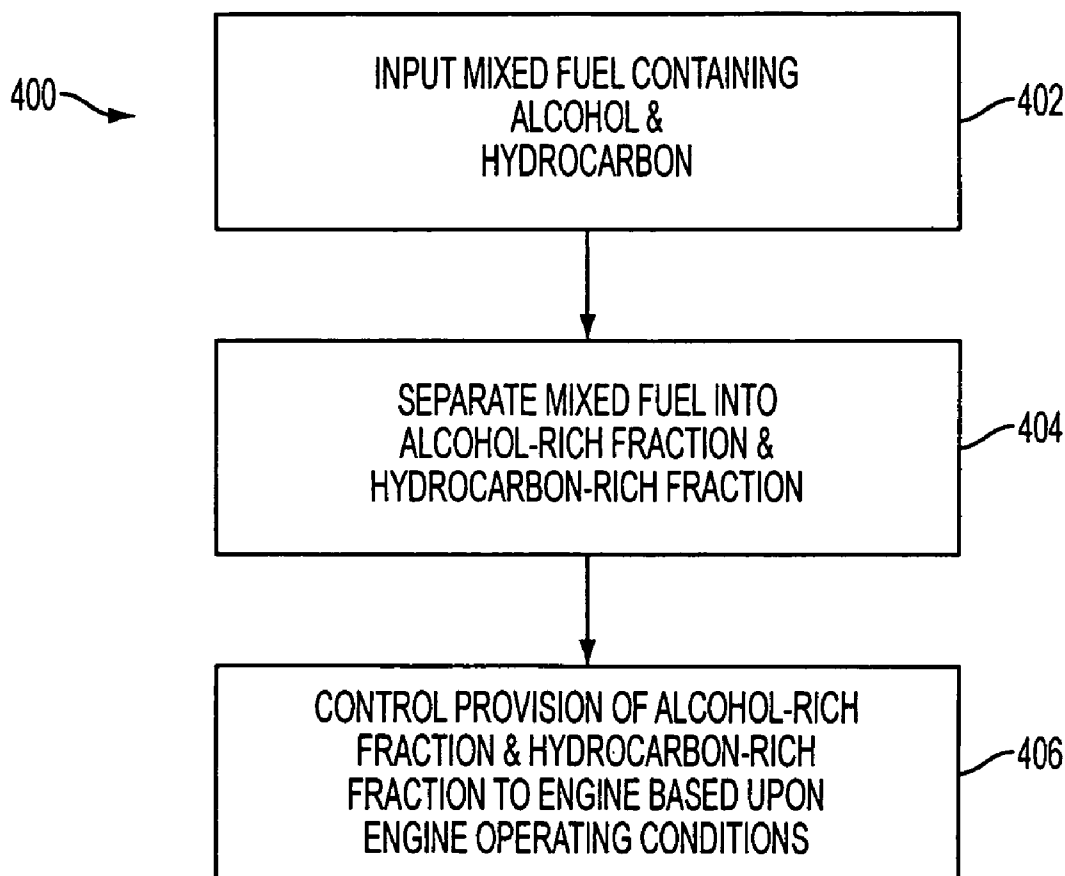 400
INPUT MIXED FUEL CONTAINING
ALCOHOL &
HYDROCARBON
402
SEPARATE MIXED FUEL INTO
ALCOHOL-RICH FRACTION &
HYDROCARBON-RICH FRACTION
404
CONTROL PROVISION OF ALCOHOL-RICH
FRACTION & HYDROCARBON-RICH
FRACTION TO ENGINE BASED UPON
ENGINE OPERATING CONDITIONS
406